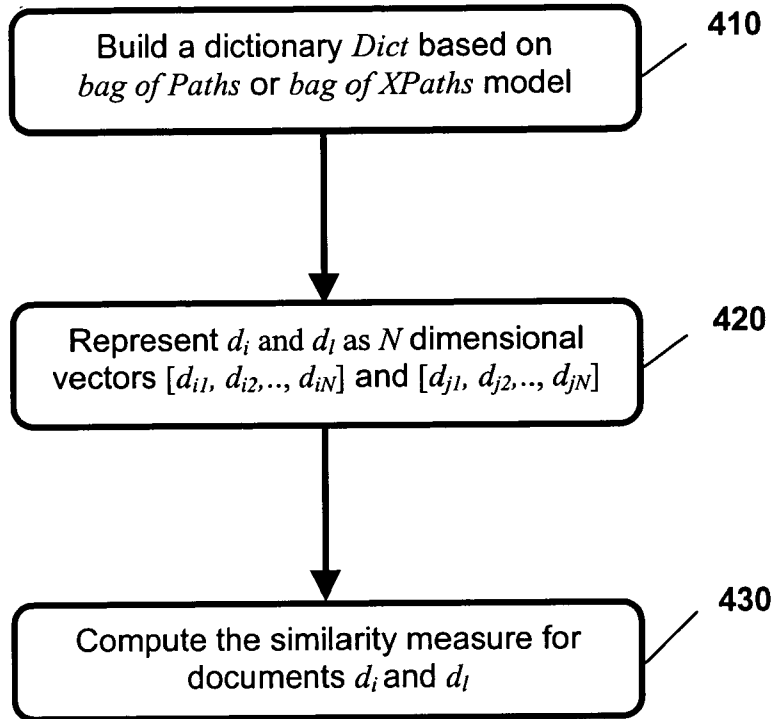 Build a dictionary Dict based on
bag of Paths or bag of XPaths model
410
Represent dᵢ and dₗ as N dimensional
vectors [dᵢ₁, dᵢ₂,.., dᵢN] and [dⱼ₁, dⱼ₂,.., dⱼN]
420
Compute the similarity measure for
documents dᵢ and dₗ
430